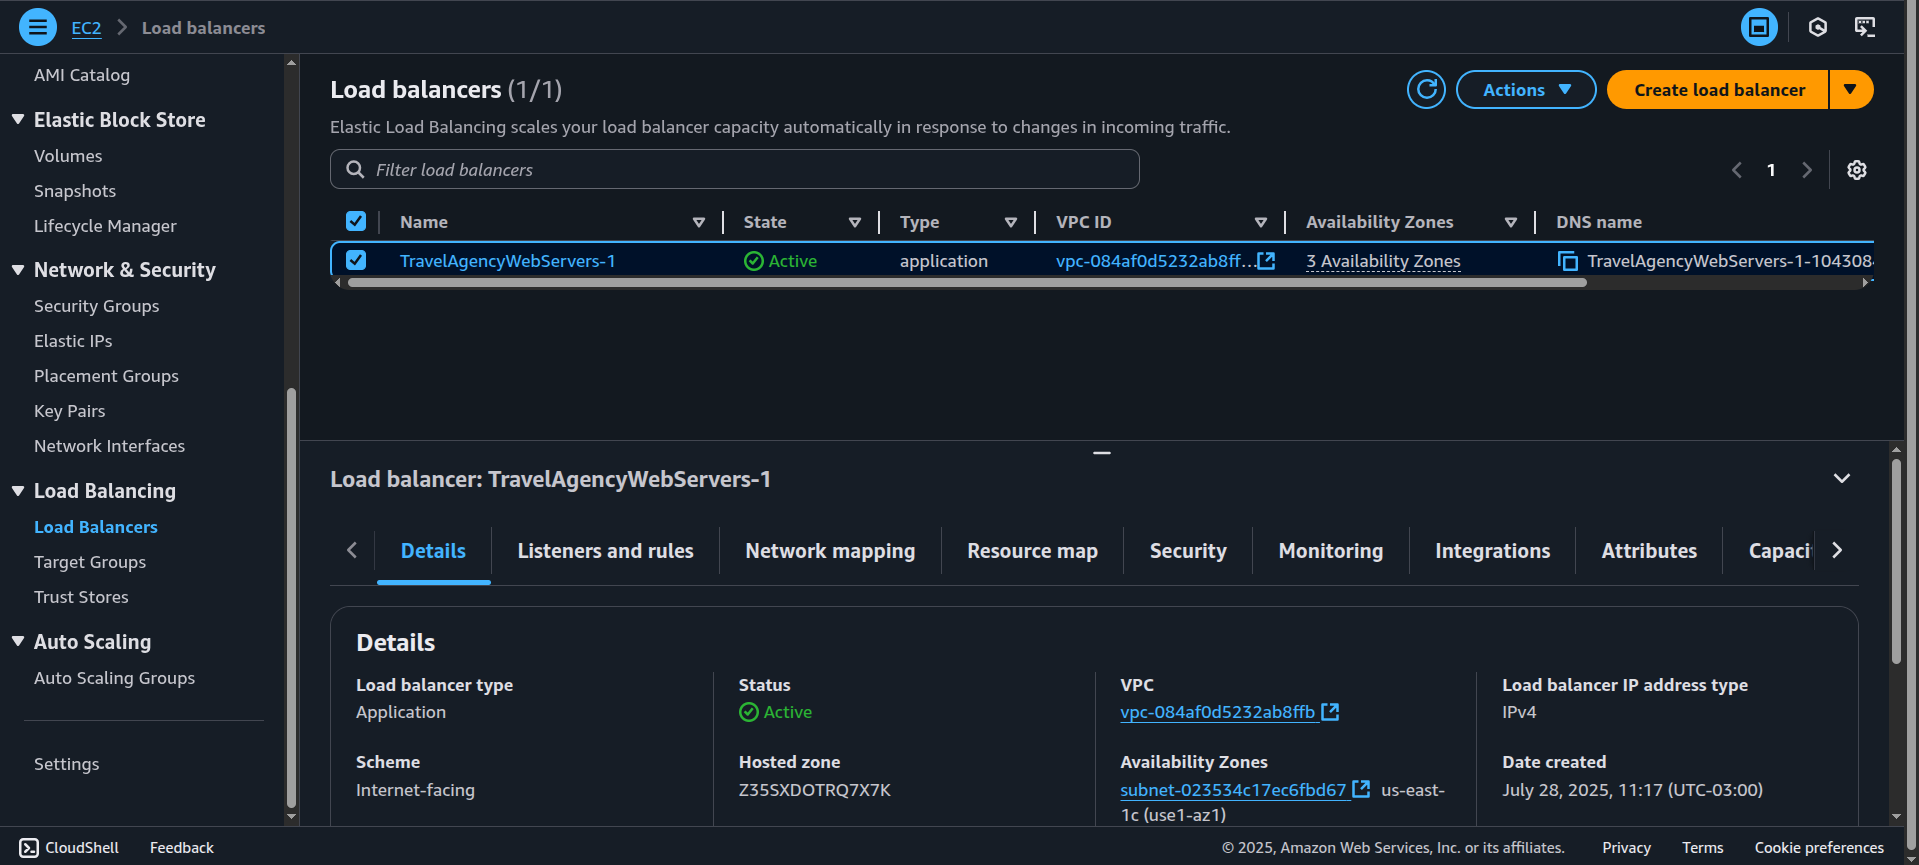 EC2 Load balancers
AMI Catalog
Elastic Block Store
Volumes
Snapshots
Lifecycle Manager
Network & Security
Security Groups
Elastic IPs
Placement Groups
Key Pairs
Network Interfaces
Load Balancing
Load Balancers
Target Groups
Trust Stores
Auto Scaling
Auto Scaling Groups
Settings
Load balancers (1/1)
Actions
Create load balancer
Elastic Load Balancing scales your load balancer capacity automatically in response to changes in incoming traffic.
Filter load balancers
1
Name State Type VPC ID Availability Zones DNS name
TravelAgencyWebServers-1 Active application vpc-084af0d5232ab8ff... 3 Availability Zones TravelAgencyWebServers-1-104308
Load balancer: TravelAgencyWebServers-1
Details Listeners and rules Network mapping Resource map Security Monitoring Integrations Attributes Capaci
Details
Load balancer type
Application
Status
Active
VPC
vpc-084af0d5232ab8ffb
Load balancer IP address type
IPv4
Scheme
Internet-facing
Hosted zone
Z35SXDOTRQ7X7K
Availability Zones
subnet-023534c17ec6fbd67 us-east-
1c (use1-az1)
Date created
July 28, 2025, 11:17 (UTC-03:00)
CloudShell Feedback © 2025, Amazon Web Services, Inc. or its affiliates. Privacy Terms Cookie preferences